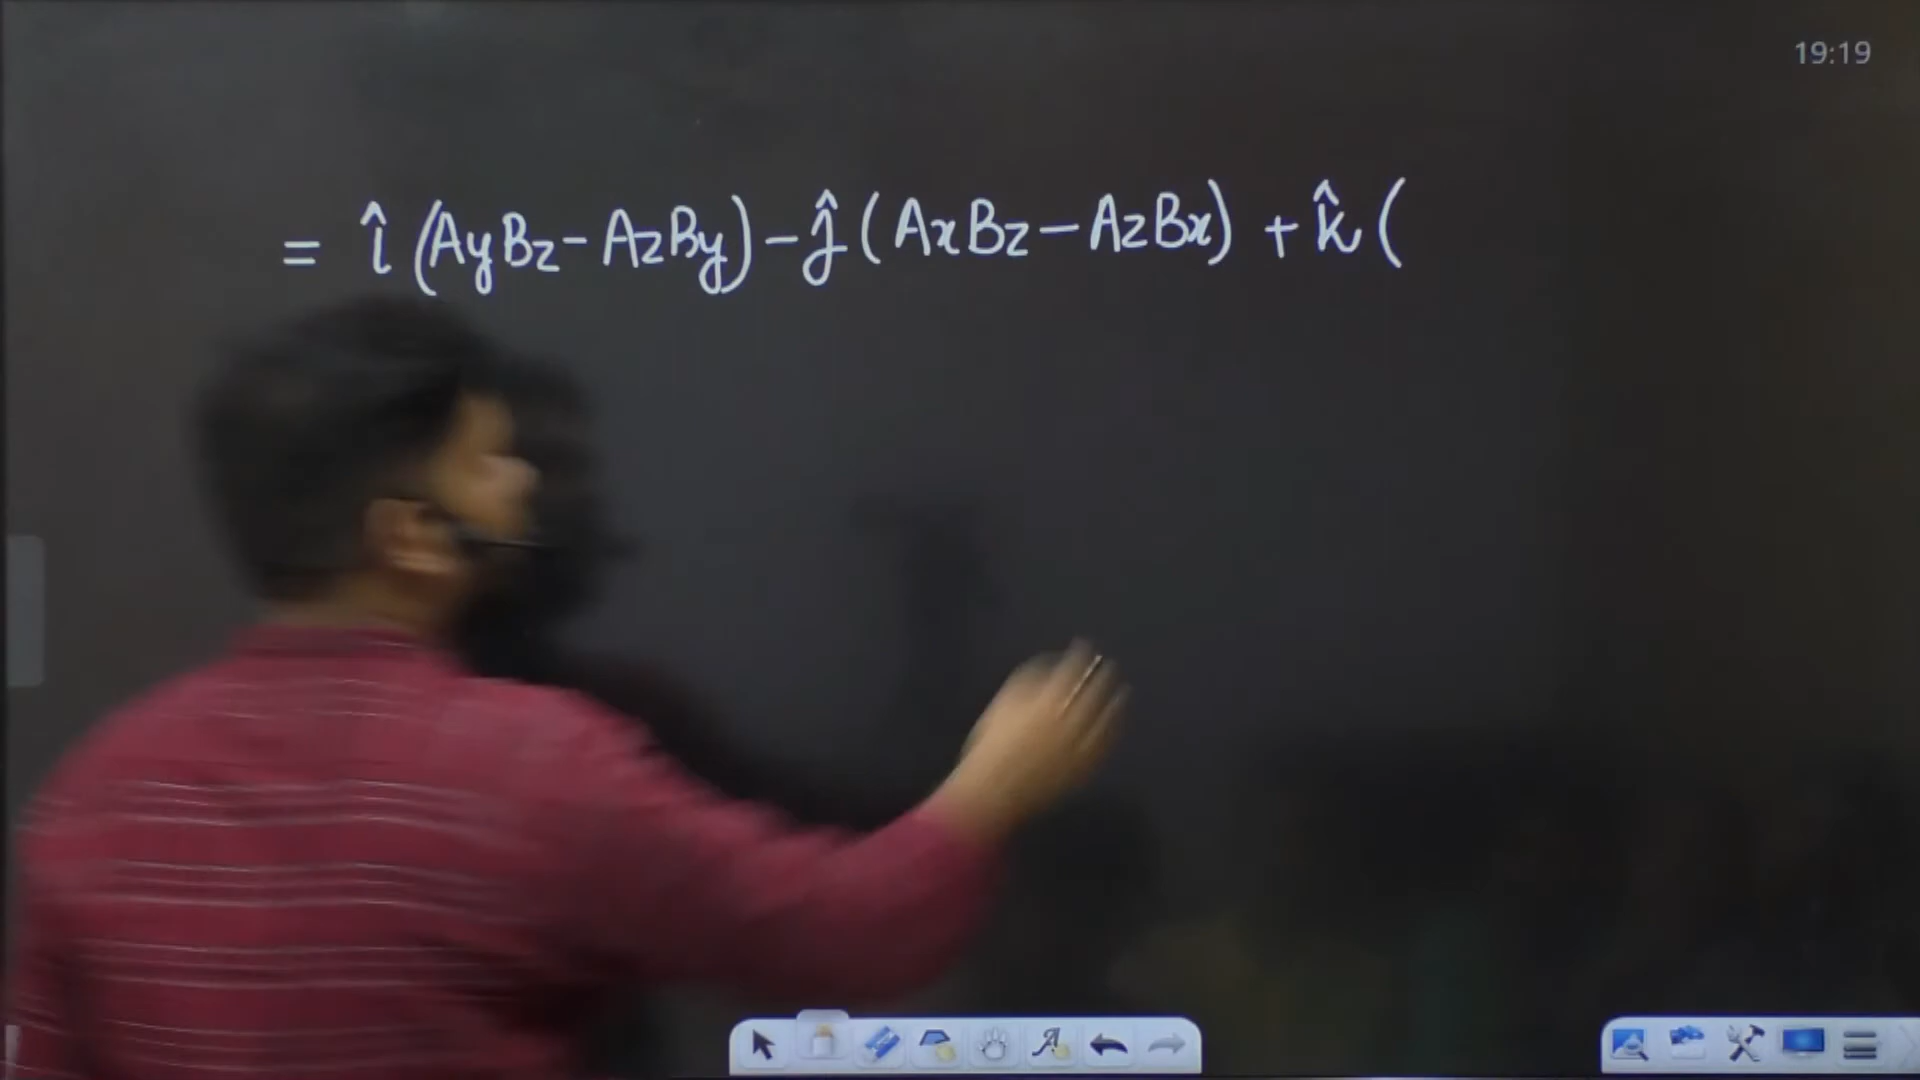 19:19
= î (AyBz - AzBy) - ĵ (AxBz - AzBx) + k̂ (